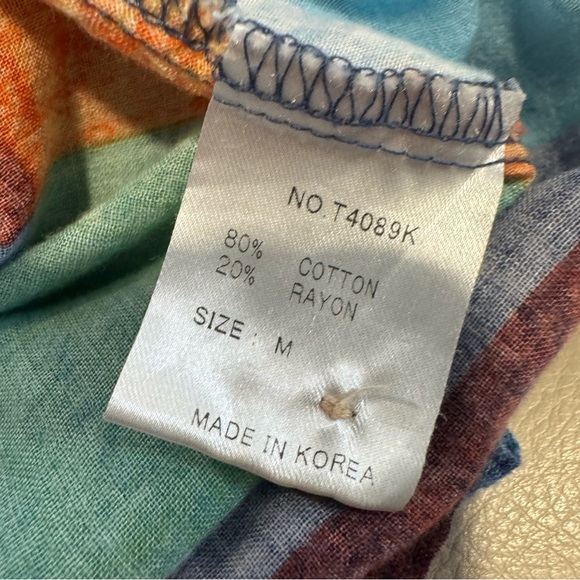 NO.T4089K
80% COTTON
20% RAYON
SIZE : M
MADE IN KOREA